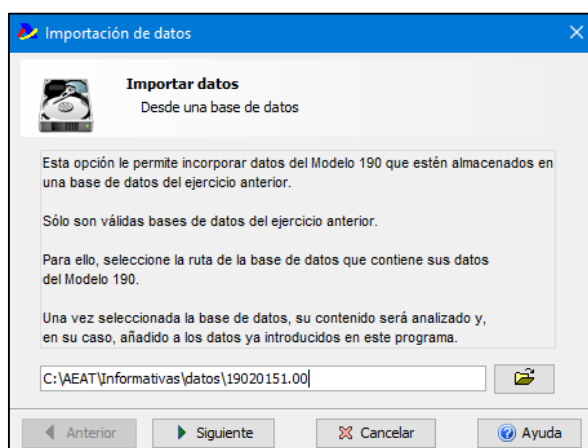 Importación de datos
Importar datos
Desde una base de datos
Esta opción le permite incorporar datos del Modelo 190 que estén almacenados en
una base de datos del ejercicio anterior.
Sólo son válidas bases de datos del ejercicio anterior.
Para ello, seleccione la ruta de la base de datos que contiene sus datos
del Modelo 190.
Una vez seleccionada la base de datos, su contenido será analizado y,
en su caso, añadido a los datos ya introducidos en este programa.
C:\AEAT\Informativas\datos\19020151.00
Anterior Siguiente Cancelar Ayuda